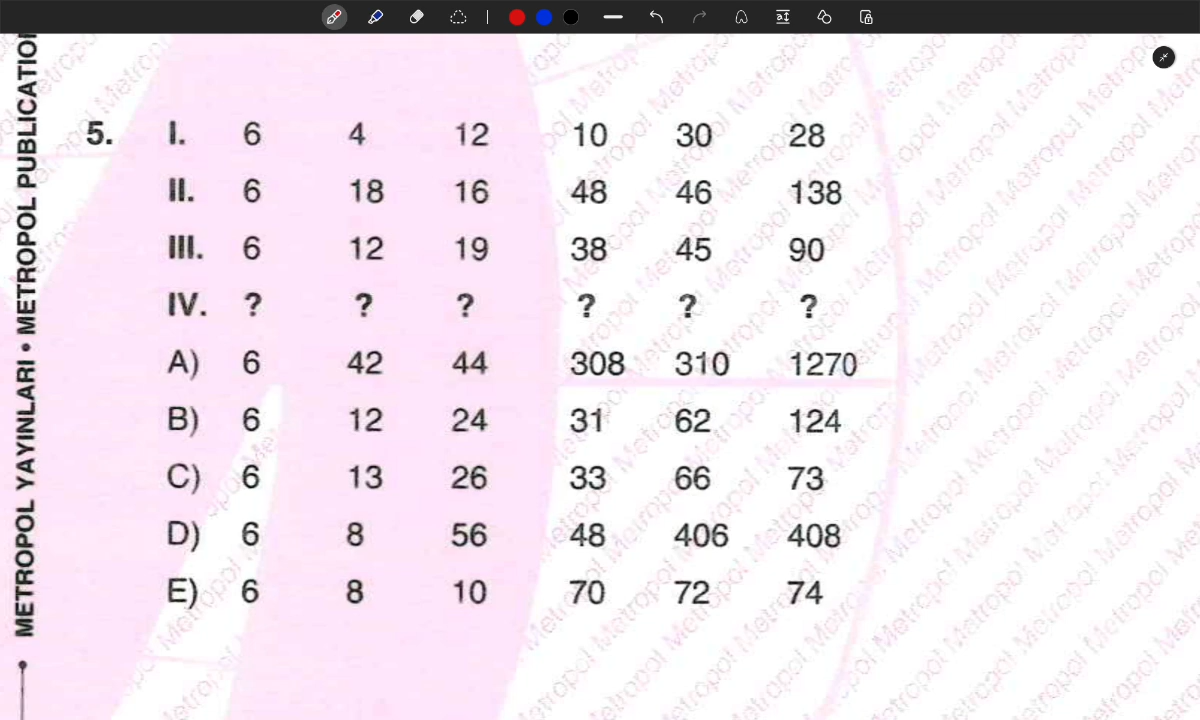 METROPOL YAYINLARI • METROPOL PUBLICATIO
5. I. 6 4 12 10 30 28
II. 6 18 16 48 46 138
III. 6 12 19 38 45 90
IV. ? ? ? ? ? ?
A) 6 42 44 308 310 1270
B) 6 12 24 31 62 124
C) 6 13 26 33 66 73
D) 6 8 56 48 406 408
E) 6 8 10 70 72 74